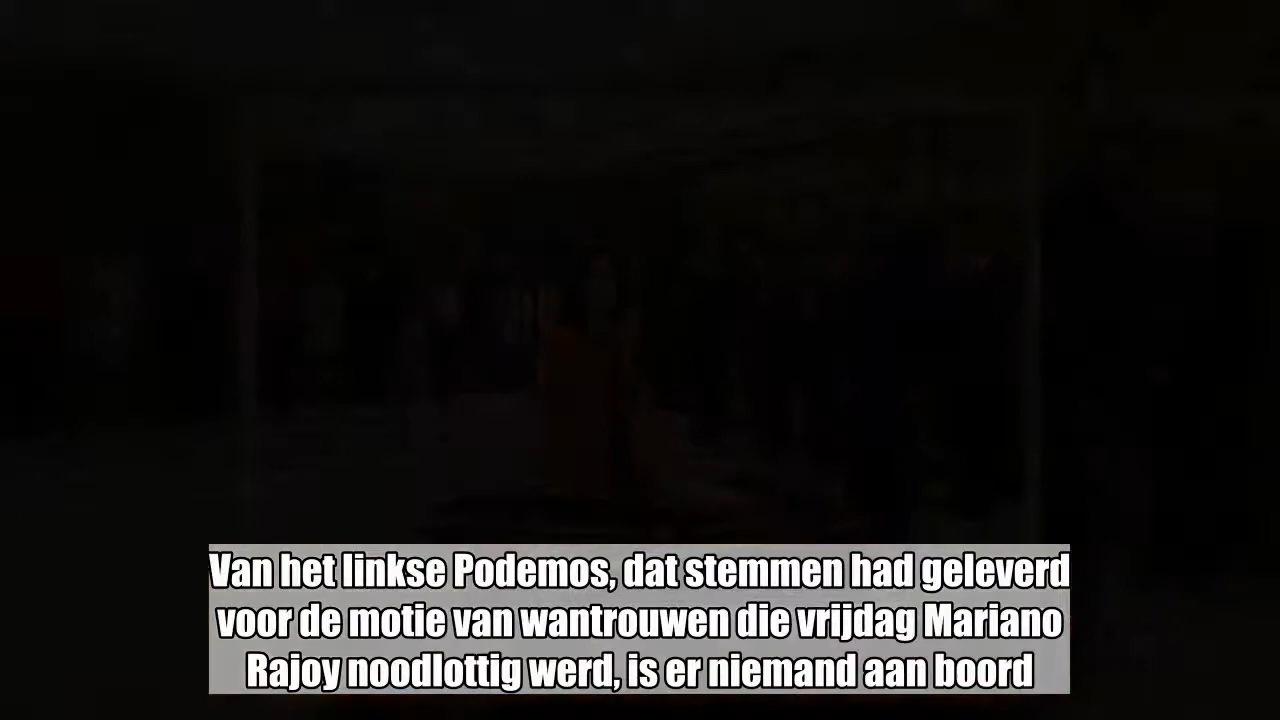 Van het linkse Podemos, dat stemmen had geleverd
voor de motie van wantrouwen die vrijdag Mariano
Rajoy noodlottig werd, is er niemand aan boord